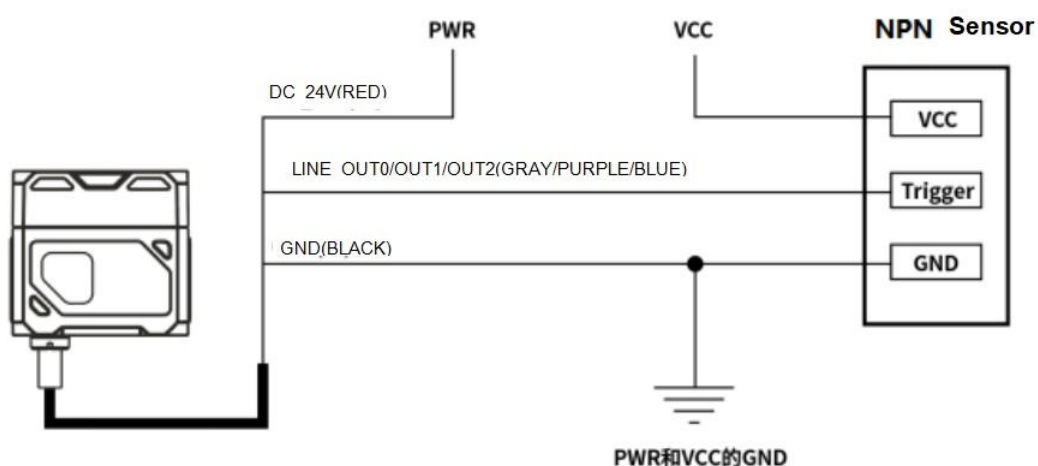 PWR
VCC
NPN Sensor
DC 24V(RED)
VCC
LINE OUT0/OUT1/OUT2(GRAY/PURPLE/BLUE)
Trigger
GND(BLACK)
GND
PWR和VCC的GND